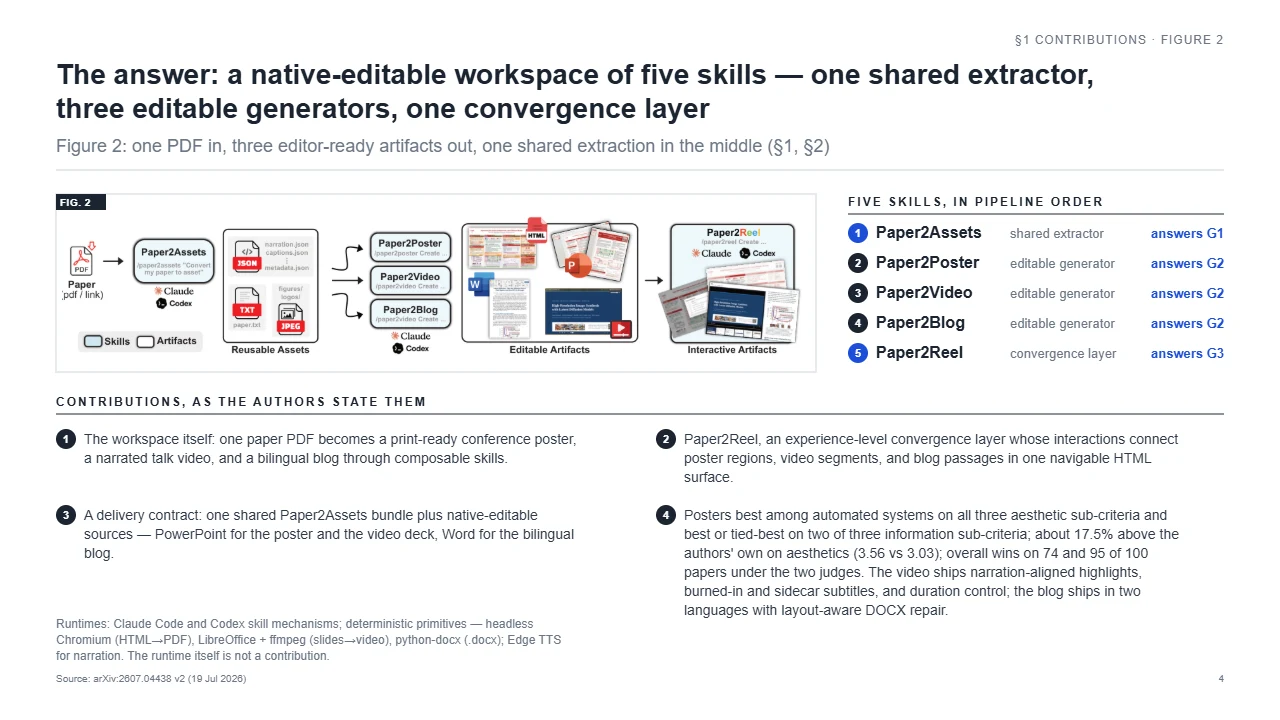 §1 CONTRIBUTIONS · FIGURE 2
The answer: a native-editable workspace of five skills — one shared extractor,
three editable generators, one convergence layer
Figure 2: one PDF in, three editor-ready artifacts out, one shared extraction in the middle (§1, §2)
FIG. 2
PDF
Paper
(pdf / link)
Paper2Assets
/paper2assets "Convert
my paper to asset"
Claude
Codex
Skills
Artifacts
JSON
narration.json
captions.json
metadata.json
TXT
paper.txt
figures/
logos/
JPEG
Reusable Assets
Paper2Poster
/paper2poster Create ...
Paper2Video
/paper2video Create ...
Paper2Blog
/paper2video Create ...
Claude
Codex
HTML
P
W
High-Resolution Image Synthesis
with Latent Diffusion Models
Editable Artifacts
Paper2Reel
/paper2reel Create ...
Claude
Codex
Interactive Artifacts
FIVE SKILLS, IN PIPELINE ORDER
1 Paper2Assets shared extractor answers G1
2 Paper2Poster editable generator answers G2
3 Paper2Video editable generator answers G2
4 Paper2Blog editable generator answers G2
5 Paper2Reel convergence layer answers G3
CONTRIBUTIONS, AS THE AUTHORS STATE THEM
1 The workspace itself: one paper PDF becomes a print-ready conference poster,
a narrated talk video, and a bilingual blog through composable skills.
2 Paper2Reel, an experience-level convergence layer whose interactions connect
poster regions, video segments, and blog passages in one navigable HTML
surface.
3 A delivery contract: one shared Paper2Assets bundle plus native-editable
sources — PowerPoint for the poster and the video deck, Word for the bilingual
blog.
4 Posters best among automated systems on all three aesthetic sub-criteria and
best or tied-best on two of three information sub-criteria; about 17.5% above the
authors' own on aesthetics (3.56 vs 3.03); overall wins on 74 and 95 of 100
papers under the two judges. The video ships narration-aligned highlights,
burned-in and sidecar subtitles, and duration control; the blog ships in two
languages with layout-aware DOCX repair.
Runtimes: Claude Code and Codex skill mechanisms; deterministic primitives — headless
Chromium (HTML→PDF), LibreOffice + ffmpeg (slides→video), python-docx (.docx); Edge TTS
for narration. The runtime itself is not a contribution.
Source: arXiv:2607.04438 v2 (19 Jul 2026)
4